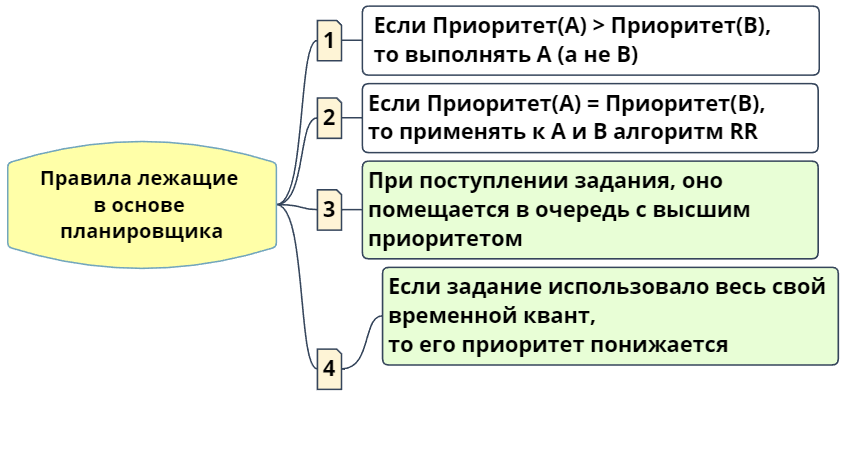 Правила лежащие
в основе
планировщика
1
Если Приоритет(A) > Приоритет(B),
то выполнять A (а не B)
2
Если Приоритет(A) = Приоритет(B),
то применять к A и B алгоритм RR
3
При поступлении задания, оно
помещается в очередь с высшим
приоритетом
4
Если задание использовало весь свой
временной квант,
то его приоритет понижается